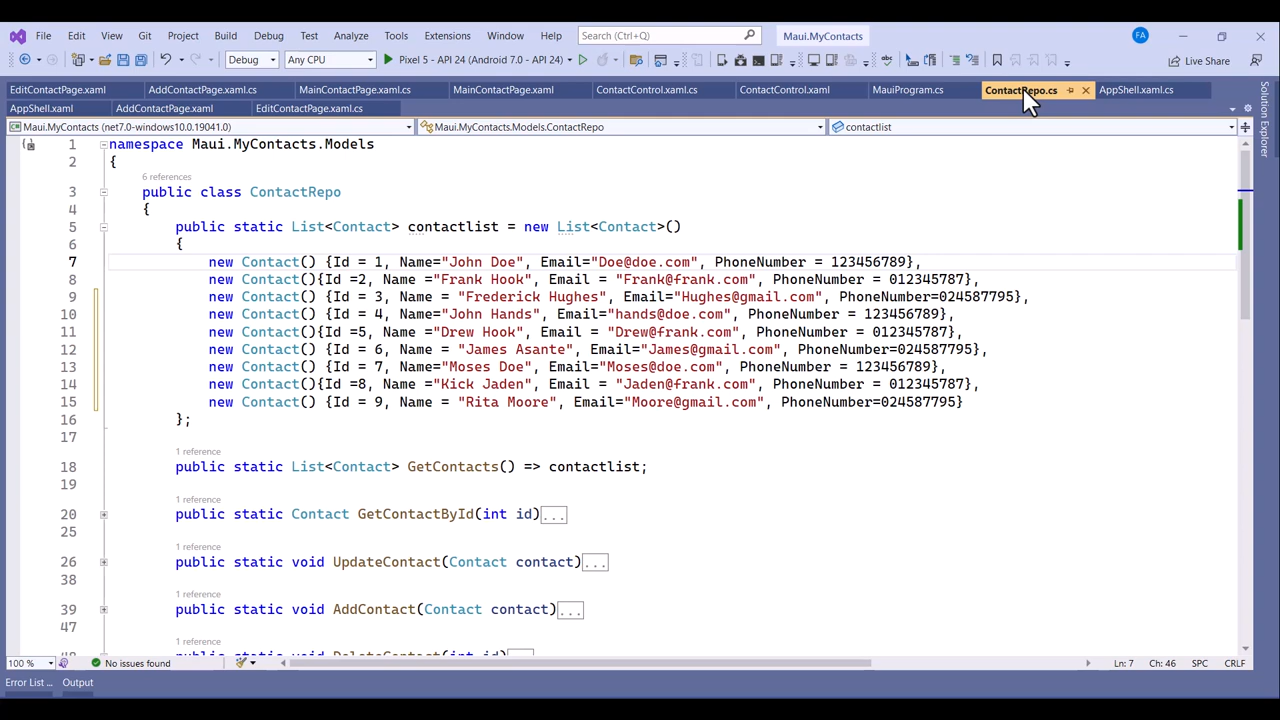 File Edit View Git Project Build Debug Test Analyze Tools Extensions Window Help Search (Ctrl+Q) Maui.MyContacts FA
Debug Any CPU Pixel 5 - API 24 (Android 7.0 - API 24) Live Share
EditContactPage.xaml AddContactPage.xaml.cs MainContactPage.xaml.cs MainContactPage.xaml ContactControl.xaml.cs ContactControl.xaml MauiProgram.cs ContactRepo.cs AppShell.xaml.cs
AppShell.xaml AddContactPage.xaml EditContactPage.xaml.cs
Solution Explorer
Maui.MyContacts (net7.0-windows10.0.19041.0) Maui.MyContacts.Models.ContactRepo contactlist
1 namespace Maui.MyContacts.Models
2 {
6 references
3 public class ContactRepo
4 {
5 public static List<Contact> contactlist = new List<Contact>()
6 {
7 new Contact() {Id = 1, Name="John Doe", Email="Doe@doe.com", PhoneNumber = 123456789},
8 new Contact(){Id =2, Name ="Frank Hook", Email = "Frank@frank.com", PhoneNumber = 012345787},
9 new Contact() {Id = 3, Name = "Frederick Hughes", Email="Hughes@gmail.com", PhoneNumber=024587795},
10 new Contact() {Id = 4, Name="John Hands", Email="hands@doe.com", PhoneNumber = 123456789},
11 new Contact(){Id =5, Name ="Drew Hook", Email = "Drew@frank.com", PhoneNumber = 012345787},
12 new Contact() {Id = 6, Name = "James Asante", Email="James@gmail.com", PhoneNumber=024587795},
13 new Contact() {Id = 7, Name="Moses Doe", Email="Moses@doe.com", PhoneNumber = 123456789},
14 new Contact(){Id =8, Name ="Kick Jaden", Email = "Jaden@frank.com", PhoneNumber = 012345787},
15 new Contact() {Id = 9, Name = "Rita Moore", Email="Moore@gmail.com", PhoneNumber=024587795}
16 };
17
1 reference
18 public static List<Contact> GetContacts() => contactlist;
19
1 reference
20 public static Contact GetContactById(int id)...
25
1 reference
26 public static void UpdateContact(Contact contact)...
38
1 reference
39 public static void AddContact(Contact contact)...
47
1 reference
48 public static void DeleteContact(int id)...
100 % No issues found Ln: 7 Ch: 46 SPC CRLF
Error List ... Output